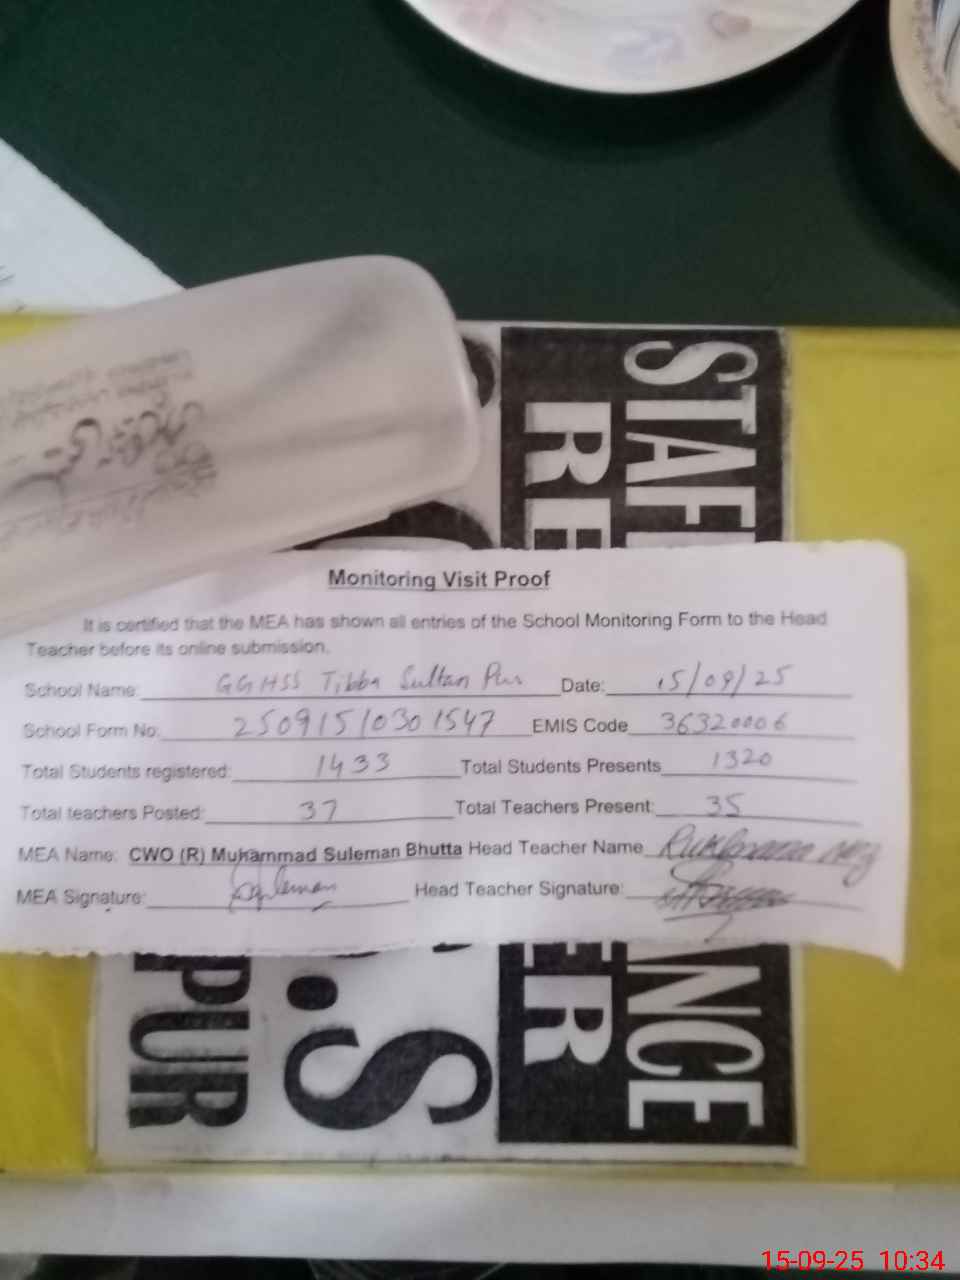 STAFF
RE
Monitoring Visit Proof
It is certified that the MEA has shown all entries of the School Monitoring Form to the Head
Teacher before its online submission.
School Name: GGHSS Tibba Sultan Pur Date: 15/09/25
School Form No: 2509151030 1547 EMIS Code 36320006
Total Students registered: 1433 Total Students Presents 1320
Total teachers Posted: 37 Total Teachers Present: 35
MEA Name: CWO (R) Muhammad Suleman Bhutta Head Teacher Name
MEA Signature: Suleman Head Teacher Signature:
NCE
ER
.S
PUR
15-09-25 10:34